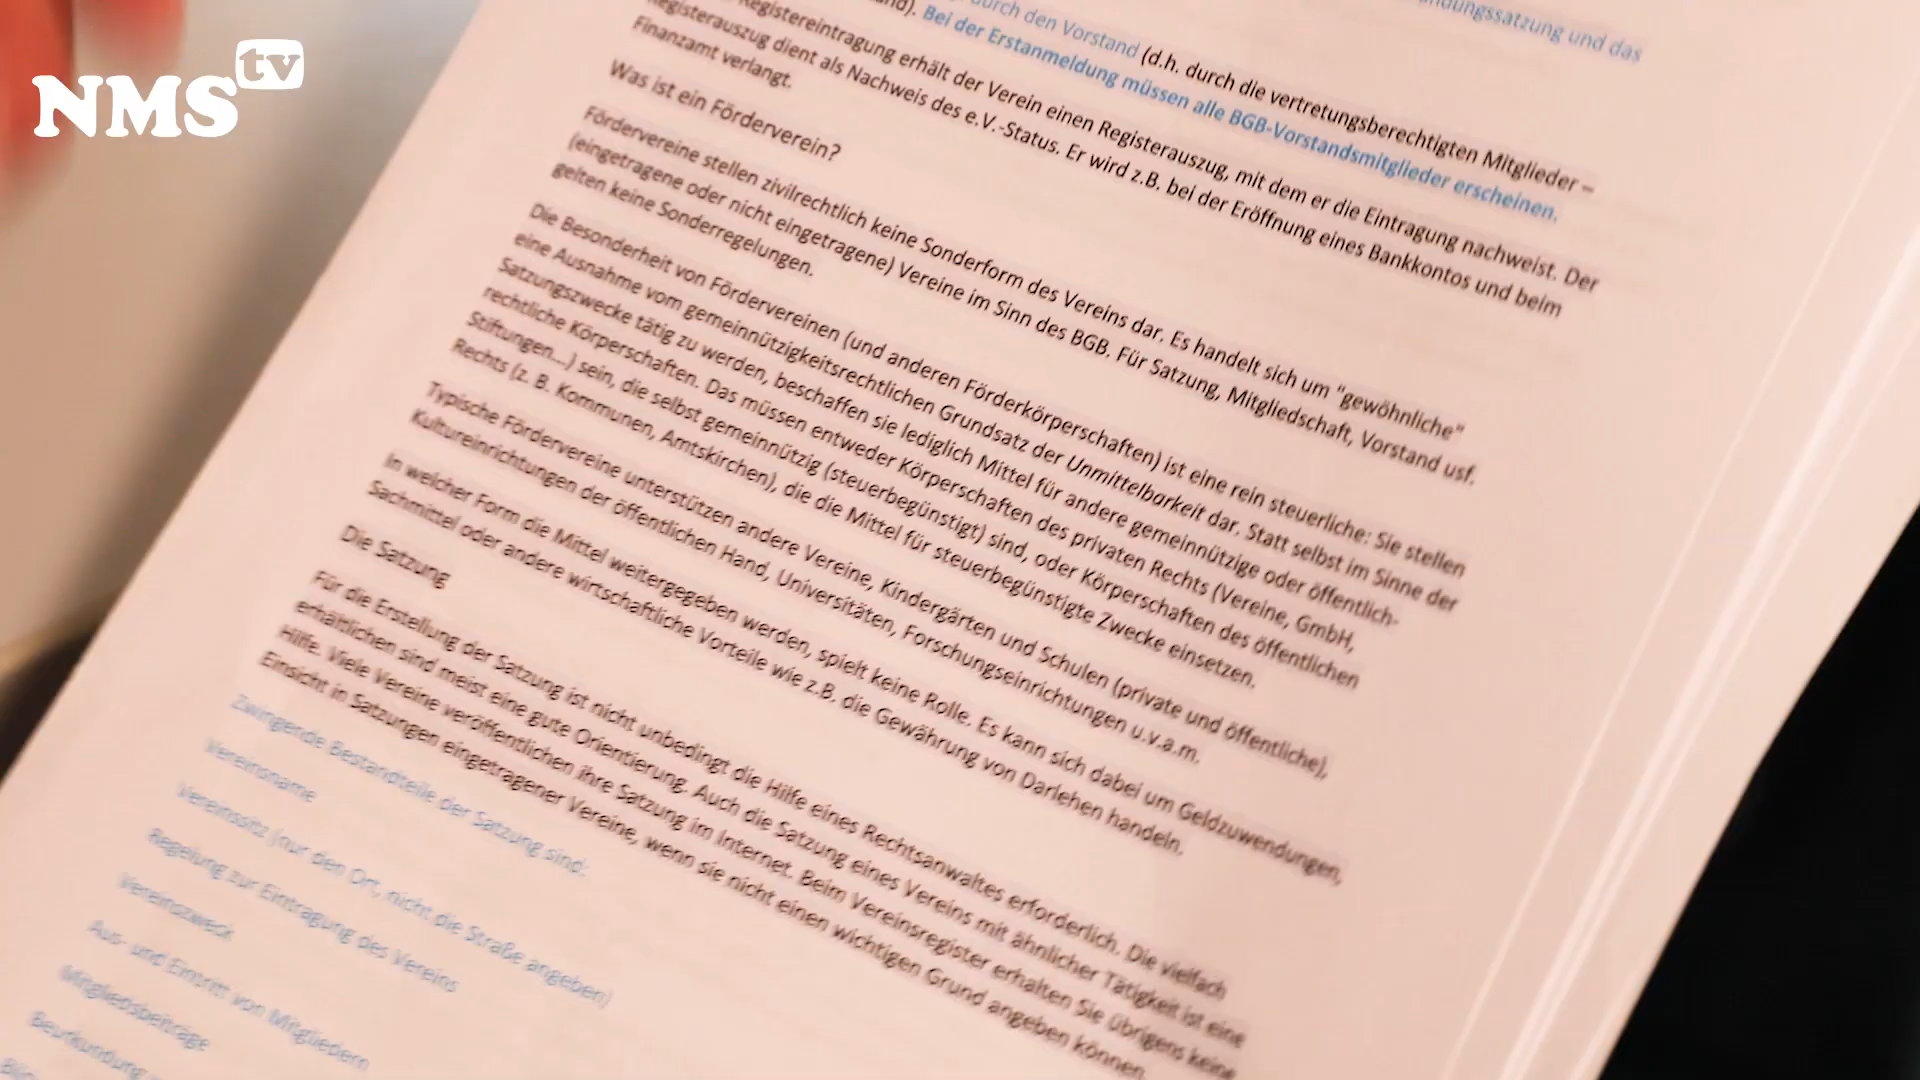 NMS tv
ündungssatzung und das
durch den Vorstand (d.h. durch die vertretungsberechtigten Mitglieder –
Bei der Erstanmeldung müssen alle BGB-Vorstandsmitglieder erscheinen.
Registereintragung erhält der Verein einen Registerauszug, mit dem er die Eintragung nachweist. Der
Registerauszug dient als Nachweis des e.V.-Status. Er wird z.B. bei der Eröffnung eines Bankkontos und beim
Finanzamt verlangt.
Was ist ein Förderverein?
Fördervereine stellen zivilrechtlich keine Sonderform des Vereins dar. Es handelt sich um "gewöhnliche"
(eingetragene oder nicht eingetragene) Vereine im Sinn des BGB. Für Satzung, Mitgliedschaft, Vorstand usf.
gelten keine Sonderregelungen.
Die Besonderheit von Fördervereinen (und anderen Förderkörperschaften) ist eine rein steuerliche: Sie stellen
eine Ausnahme vom gemeinnützigkeitsrechtlichen Grundsatz der Unmittelbarkeit dar. Statt selbst im Sinne der
Satzungszwecke tätig zu werden, beschaffen sie lediglich Mittel für andere gemeinnützige oder öffentlich-
rechtliche Körperschaften. Das müssen entweder Körperschaften des privaten Rechts (Vereine, GmbH,
Stiftungen...) sein, die selbst gemeinnützig (steuerbegünstigt) sind, oder Körperschaften des öffentlichen
Rechts (z. B. Kommunen, Amtskirchen), die die Mittel für steuerbegünstigte Zwecke einsetzen.
Typische Fördervereine unterstützen andere Vereine, Kindergärten und Schulen (private und öffentliche),
Kultureinrichtungen der öffentlichen Hand, Universitäten, Forschungseinrichtungen u.v.a.m.
In welcher Form die Mittel weitergegeben werden, spielt keine Rolle. Es kann sich dabei um Geldzuwendungen,
Sachmittel oder andere wirtschaftliche Vorteile wie z.B. die Gewährung von Darlehen handeln.
Die Satzung
Für die Erstellung der Satzung ist nicht unbedingt die Hilfe eines Rechtsanwaltes erforderlich. Die vielfach
erhältlichen sind meist eine gute Orientierung. Auch die Satzung eines Vereins mit ähnlicher Tätigkeit ist eine
Hilfe. Viele Vereine veröffentlichen ihre Satzung im Internet. Beim Vereinsregister erhalten Sie übrigens keine
Einsicht in Satzungen eingetragener Vereine, wenn sie nicht einen wichtigen Grund angeben können.
Zwingende Bestandteile der Satzung sind:
Vereinsname
Vereinssitz (nur den Ort, nicht die Straße angeben)
Regelung zur Eintragung des Vereins
Vereinszweck
Aus- und Eintritt von Mitgliedern
Mitgliedsbeiträge
Beurkundung